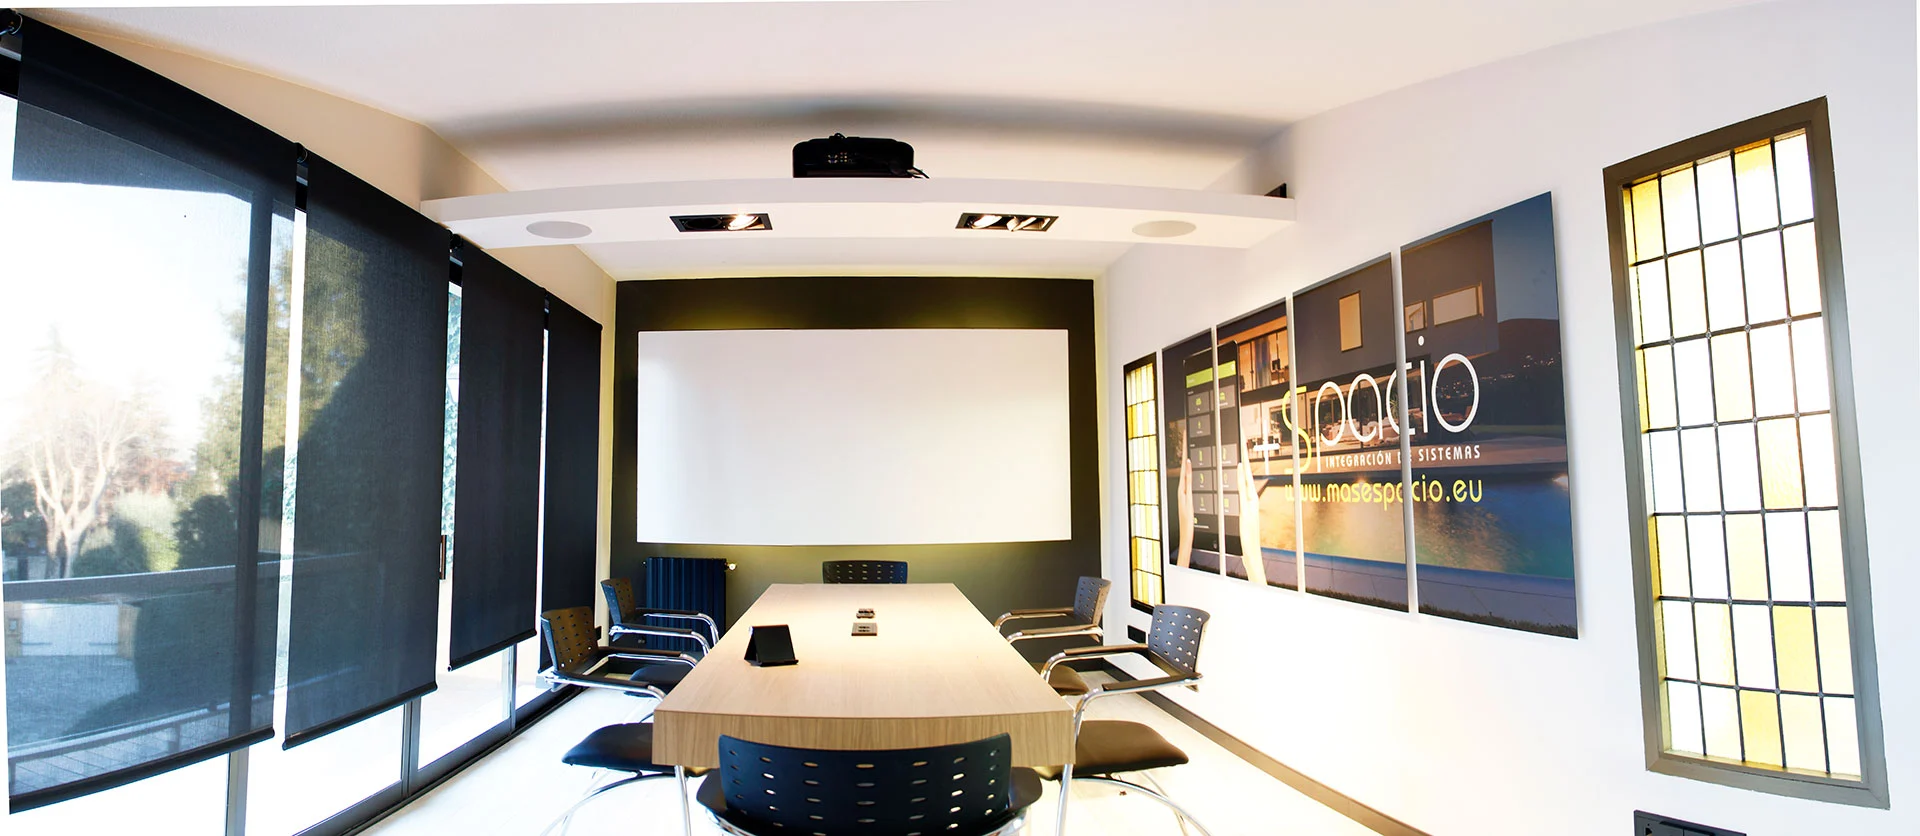 +Spacio
INTEGRACIÓN DE SISTEMAS
www.masespacio.eu